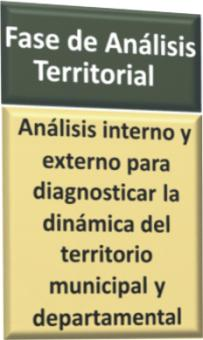 Fase de Análisis
Territorial
Análisis interno y
externo para
diagnosticar la
dinámica del
territorio
municipal y
departamental